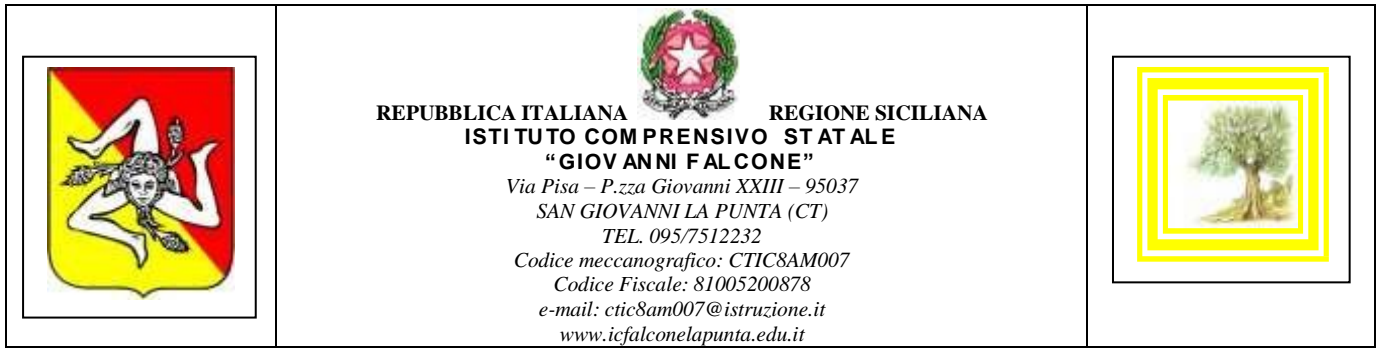 REPUBBLICA ITALIANA REGIONE SICILIANA
ISTITUTO COMPRENSIVO STATALE
“GIOVANNI FALCONE”
Via Pisa – P.zza Giovanni XXIII – 95037
SAN GIOVANNI LA PUNTA (CT)
TEL. 095/7512232
Codice meccanografico: CTIC8AM007
Codice Fiscale: 81005200878
e-mail: ctic8am007@istruzione.it
www.icfalconelapunta.edu.it